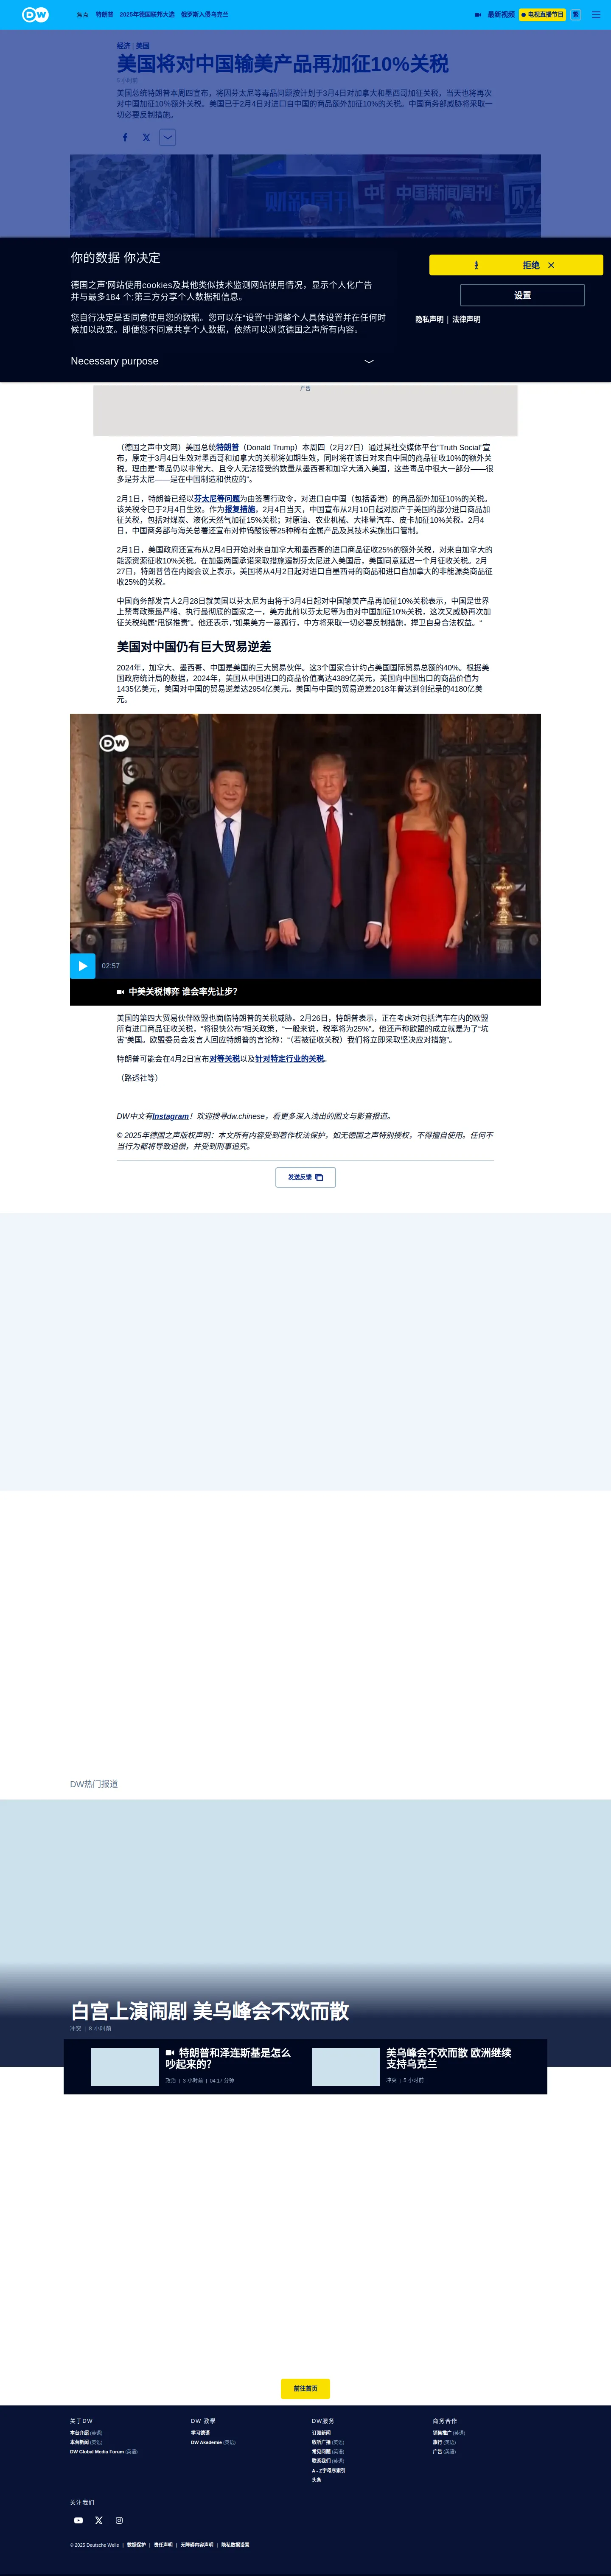 DW
焦点 特朗普 2025年德国联邦大选 俄罗斯入侵乌克兰
最新视频 电视直播节目 繁
经济 | 美国
美国将对中国输美产品再加征10%关税
5 小时前
美国总统特朗普本周四宣布，将因芬太尼等毒品问题按计划于3月4日对加拿大和墨西哥加征关税，当天也将再次
对中国加征10%额外关税。美国已于2月4日对进口自中国的商品额外加征10%的关税。中国商务部威胁将采取一
切必要反制措施。
财新周刊
中国新闻周刊
你的数据 你决定
德国之声'网站使用cookies及其他类似技术监测网站使用情况，显示个人化广告
并与最多184 个;第三方分享个人数据和信息。
您自行决定是否同意使用您的数据。您可以在“设置”中调整个人具体设置并在任何时
候加以改变。即便您不同意共享个人数据，依然可以浏览德国之声所有内容。
Necessary purpose
拒绝
设置
隐私声明 | 法律声明
广告
（德国之声中文网）美国总统特朗普（Donald Trump）本周四（2月27日）通过其社交媒体平台“Truth Social”宣
布，原定于3月4日生效对墨西哥和加拿大的关税将如期生效，同时将在该日对来自中国的商品征收10%的额外关
税。理由是“毒品仍以非常大、且令人无法接受的数量从墨西哥和加拿大涌入美国，这些毒品中很大一部分——很
多是芬太尼——是在中国制造和供应的”。
2月1日，特朗普已经以芬太尼等问题为由签署行政令，对进口自中国（包括香港）的商品额外加征10%的关税。
该关税令已于2月4日生效。作为报复措施，2月4日当天，中国宣布从2月10日起对原产于美国的部分进口商品加
征关税，包括对煤炭、液化天然气加征15%关税；对原油、农业机械、大排量汽车、皮卡加征10%关税。2月4
日，中国商务部与海关总署还宣布对仲钨酸铵等25种稀有金属产品及其技术实施出口管制。
2月1日，美国政府还宣布从2月4日开始对来自加拿大和墨西哥的进口商品征收25%的额外关税，对来自加拿大的
能源资源征收10%关税。在加墨两国承诺采取措施遏制芬太尼进入美国后，美国同意延迟一个月征收关税。2月
27日，特朗普曾在内阁会议上表示，美国将从4月2日起对进口自墨西哥的商品和进口自加拿大的非能源类商品征
收25%的关税。
中国商务部发言人2月28日就美国以芬太尼为由将于3月4日起对中国输美产品再加征10%关税表示，中国是世界
上禁毒政策最严格、执行最彻底的国家之一，美方此前以芬太尼等为由对中国加征10%关税，这次又威胁再次加
征关税纯属“甩锅推责”。他还表示，”如果美方一意孤行，中方将采取一切必要反制措施，捍卫自身合法权益。“
美国对中国仍有巨大贸易逆差
2024年，加拿大、墨西哥、中国是美国的三大贸易伙伴。这3个国家合计约占美国国际贸易总额的40%。根据美
国政府统计局的数据，2024年，美国从中国进口的商品价值高达4389亿美元，美国向中国出口的商品价值为
1435亿美元，美国对中国的贸易逆差达2954亿美元。美国与中国的贸易逆差2018年曾达到创纪录的4180亿美
元。
DW
02:57
中美关税博弈 谁会率先让步？
美国的第四大贸易伙伴欧盟也面临特朗普的关税威胁。2月26日，特朗普表示，正在考虑对包括汽车在内的欧盟
所有进口商品征收关税，“将很快公布”相关政策，“一般来说，税率将为25%”。他还声称欧盟的成立就是为了“坑
害”美国。欧盟委员会发言人回应特朗普的言论称：“（若被征收关税）我们将立即采取坚决应对措施”。
特朗普可能会在4月2日宣布对等关税以及针对特定行业的关税。
（路透社等）
DW中文有Instagram！欢迎搜寻dw.chinese，看更多深入浅出的图文与影音报道。
© 2025年德国之声版权声明：本文所有内容受到著作权法保护，如无德国之声特别授权，不得擅自使用。任何不
当行为都将导致追偿，并受到刑事追究。
发送反馈
DW热门报道
白宫上演闹剧 美乌峰会不欢而散
冲突 | 8 小时前
特朗普和泽连斯基是怎么
吵起来的？
政治 | 3 小时前 | 04:17 分钟
美乌峰会不欢而散 欧洲继续
支持乌克兰
冲突 | 5 小时前
前往首页
关于DW
本台介绍 (英语)
本台新闻 (英语)
DW Global Media Forum (英语)
DW 教學
学习德语
DW Akademie (英语)
DW服务
订阅新闻
收听广播 (英语)
常见问题 (英语)
联系我们 (英语)
A - Z字母序索引
头条
商务合作
销售推广 (英语)
旅行 (英语)
广告 (英语)
关注我们
© 2025 Deutsche Welle | 数据保护 | 责任声明 | 无障碍内容声明 | 隐私数据设置